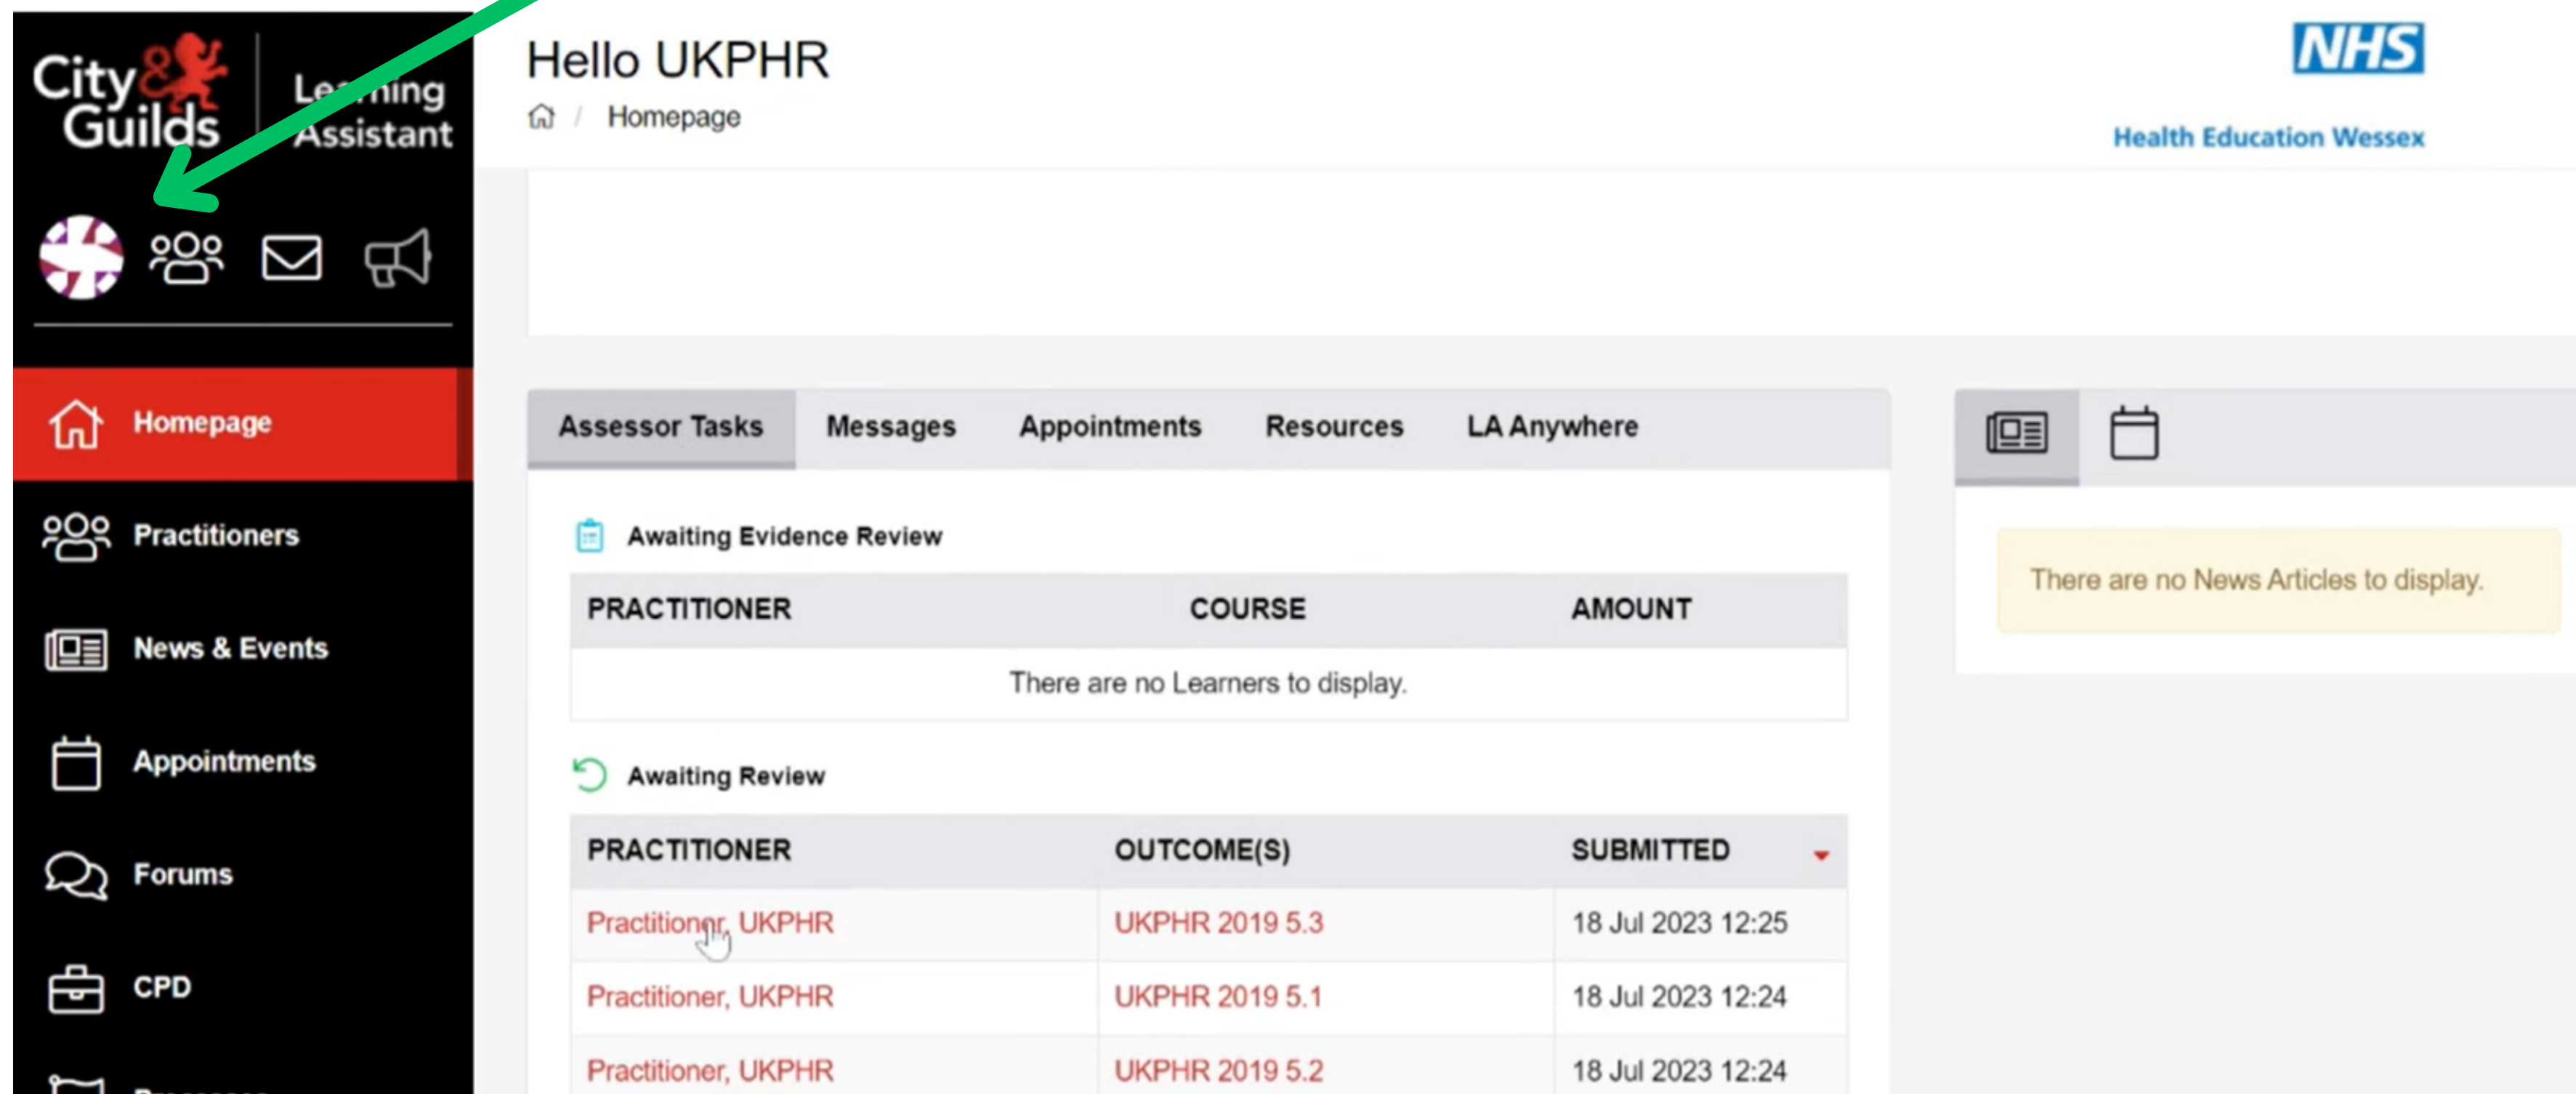 City & Guilds
Learning Assistant
Hello UKPHR
/ Homepage
NHS
Health Education Wessex
Homepage
Practitioners
News & Events
Appointments
Forums
CPD
Assessor Tasks Messages Appointments Resources LA Anywhere
Awaiting Evidence Review
PRACTITIONER COURSE AMOUNT
There are no Learners to display.
Awaiting Review
PRACTITIONER OUTCOME(S) SUBMITTED
Practitioner, UKPHR UKPHR 2019 5.3 18 Jul 2023 12:25
Practitioner, UKPHR UKPHR 2019 5.1 18 Jul 2023 12:24
Practitioner, UKPHR UKPHR 2019 5.2 18 Jul 2023 12:24
There are no News Articles to display.